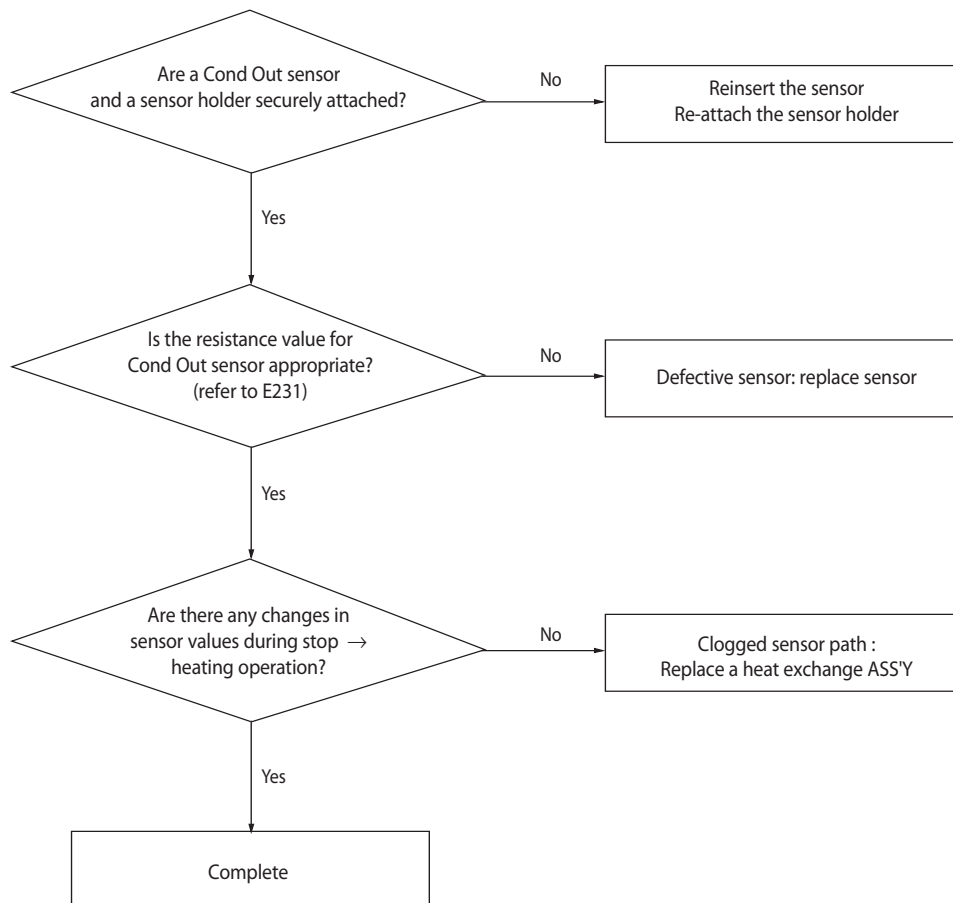 Are a Cond Out sensor
and a sensor holder securely attached?
No
Reinsert the sensor
Re-attach the sensor holder
Yes
Is the resistance value for
Cond Out sensor appropriate?
(refer to E231)
No
Defective sensor: replace sensor
Yes
Are there any changes in
sensor values during stop →
heating operation?
No
Clogged sensor path :
Replace a heat exchange ASS'Y
Yes
Complete